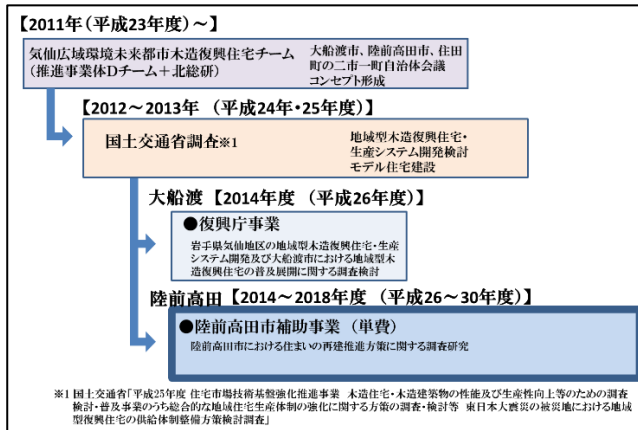 【2011年（平成23年度）～】
気仙広域環境未来都市木造復興住宅チーム
（推進事業体Dチーム＋北総研）
大船渡市、陸前高田市、住田
町の二市一町自治体会議
コンセプト形成
【2012～2013年 （平成24年・25年度）】
国土交通省調査※1
地域型木造復興住宅・
生産システム開発検討
モデル住宅建設
大船渡 【2014年度 （平成26年度）】
●復興庁事業
岩手県気仙地区の地域型木造復興住宅・生産
システム開発及び大船渡市における地域型木
造復興住宅の普及展開に関する調査検討
陸前高田 【2014～2018年度 （平成26～30年度）】
●陸前高田市補助事業 （単費）
陸前高田市における住まいの再建推進方策に関する調査研究
※1 国土交通省「平成25年度 住宅市場技術基盤強化推進事業 木造住宅・木造建築物の性能及び生産性向上等のための調査
検討・普及事業のうち総合的な地域住宅生産体制の強化に関する方策の調査・検討等 東日本大震災の被災地における地域
型復興住宅の供給体制整備方策検討調査」